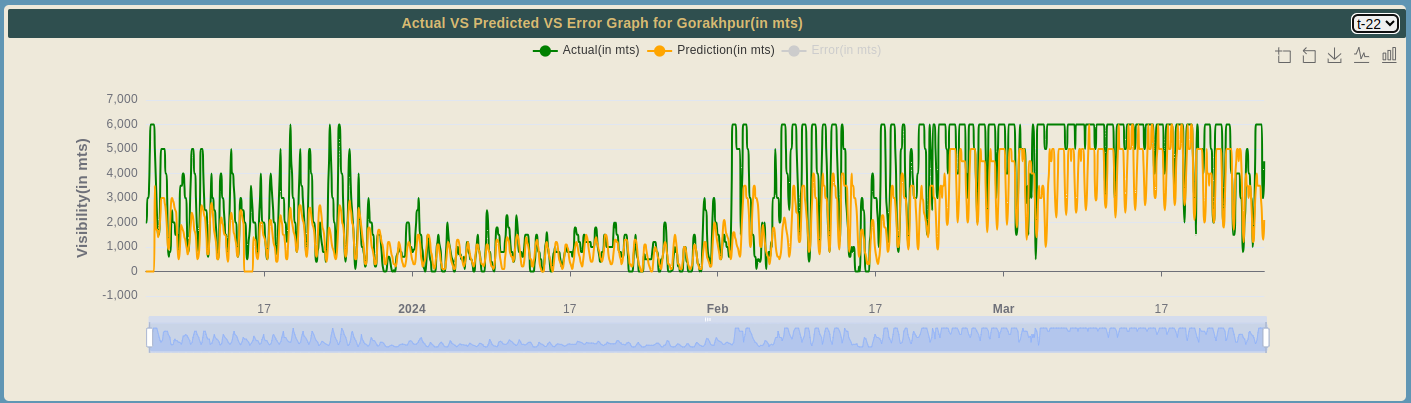 Actual VS Predicted VS Error Graph for Gorakhpur(in mts)
t-22
Actual(in mts) Prediction(in mts) Error(in mts)
Visibility(in mts)
7,000
6,000
5,000
4,000
3,000
2,000
1,000
0
-1,000
17 2024 17 Feb 17 Mar 17